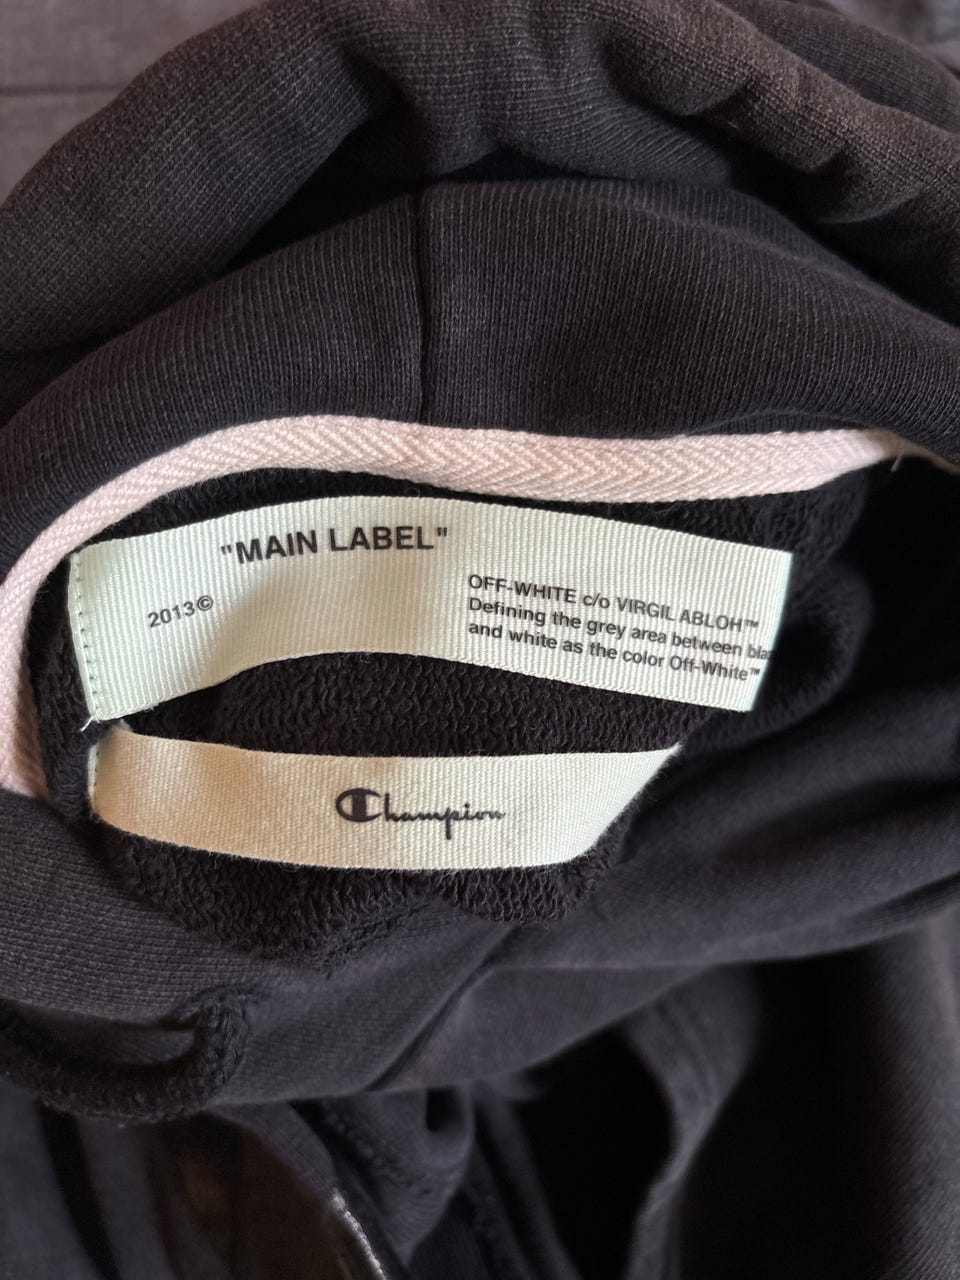 "MAIN LABEL"
2013©
OFF-WHITE c/o VIRGIL ABLOH™
Defining the grey area between
and white as the color Off-White™
Champion